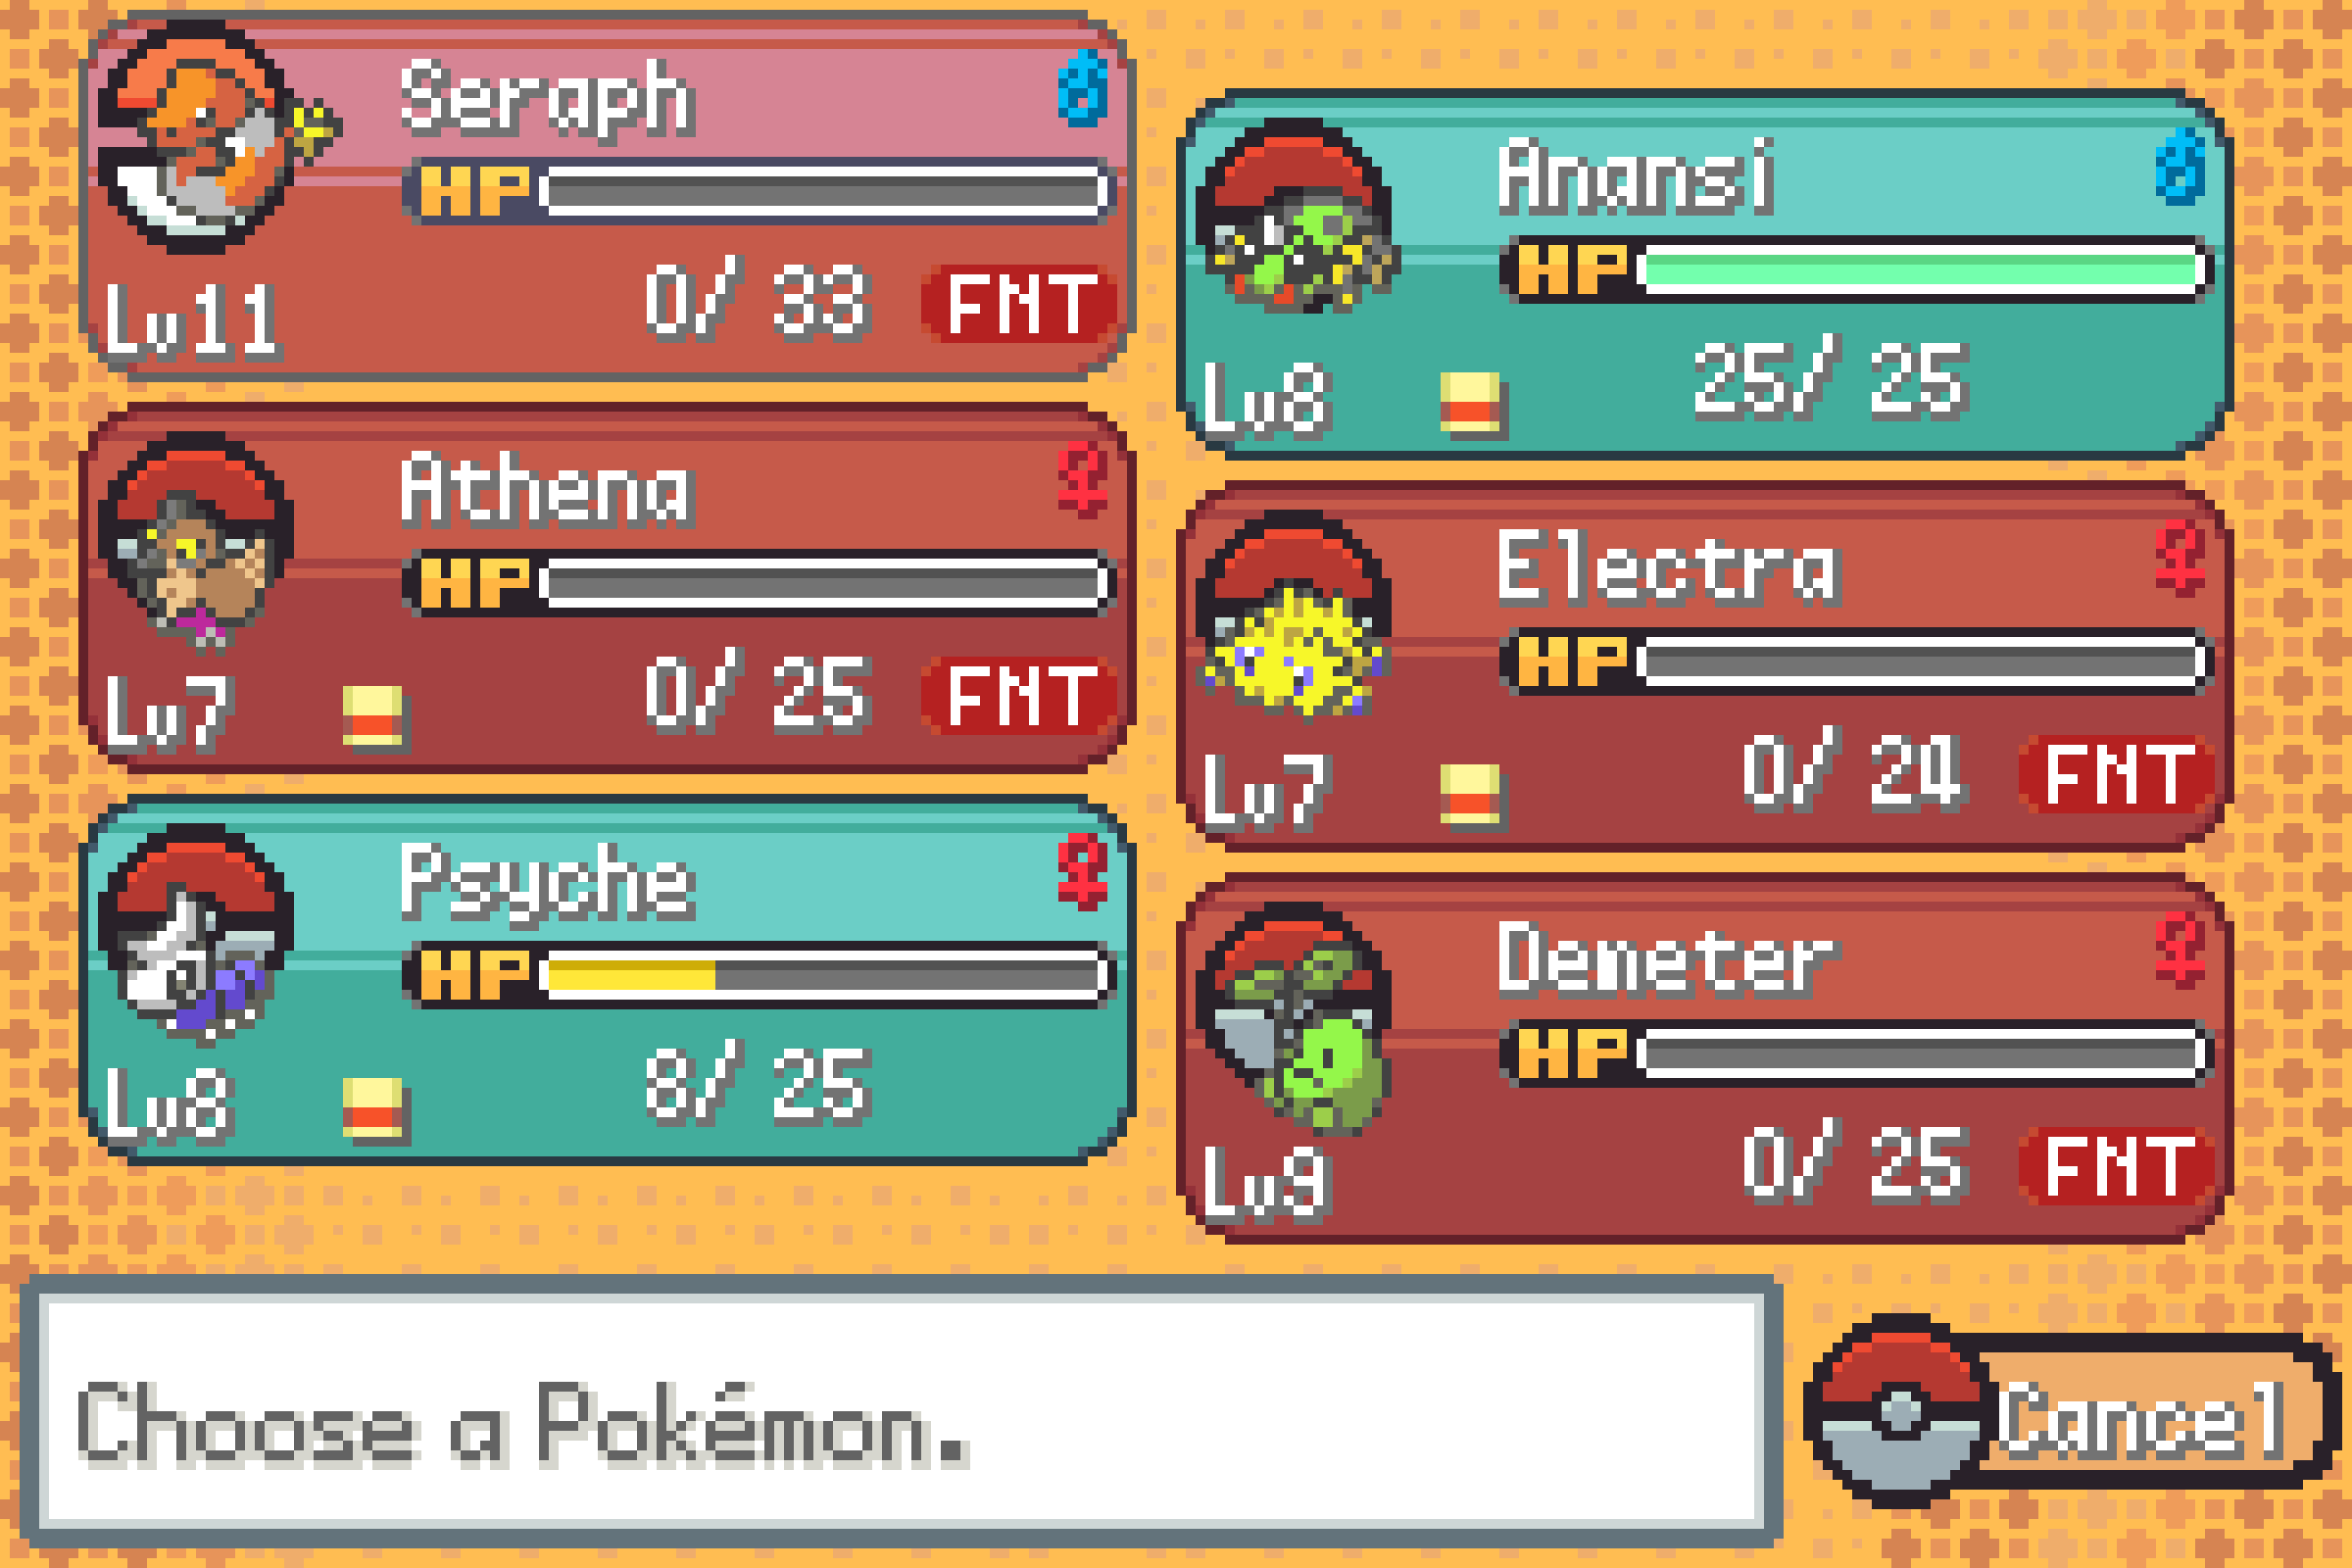 Seraph ♂
HP
Lv11 0/ 33 FNT
Anansi ♂
HP
Lv8 25/ 25
Athena ♀
HP
Lv7 0/ 25 FNT
Electra ♀
HP
Lv7 0/ 24 FNT
Psyche ♀
HP
Lv8 8/ 25
Demeter ♀
HP
Lv9 0/ 25 FNT
Choose a Pokémon.
Cancel